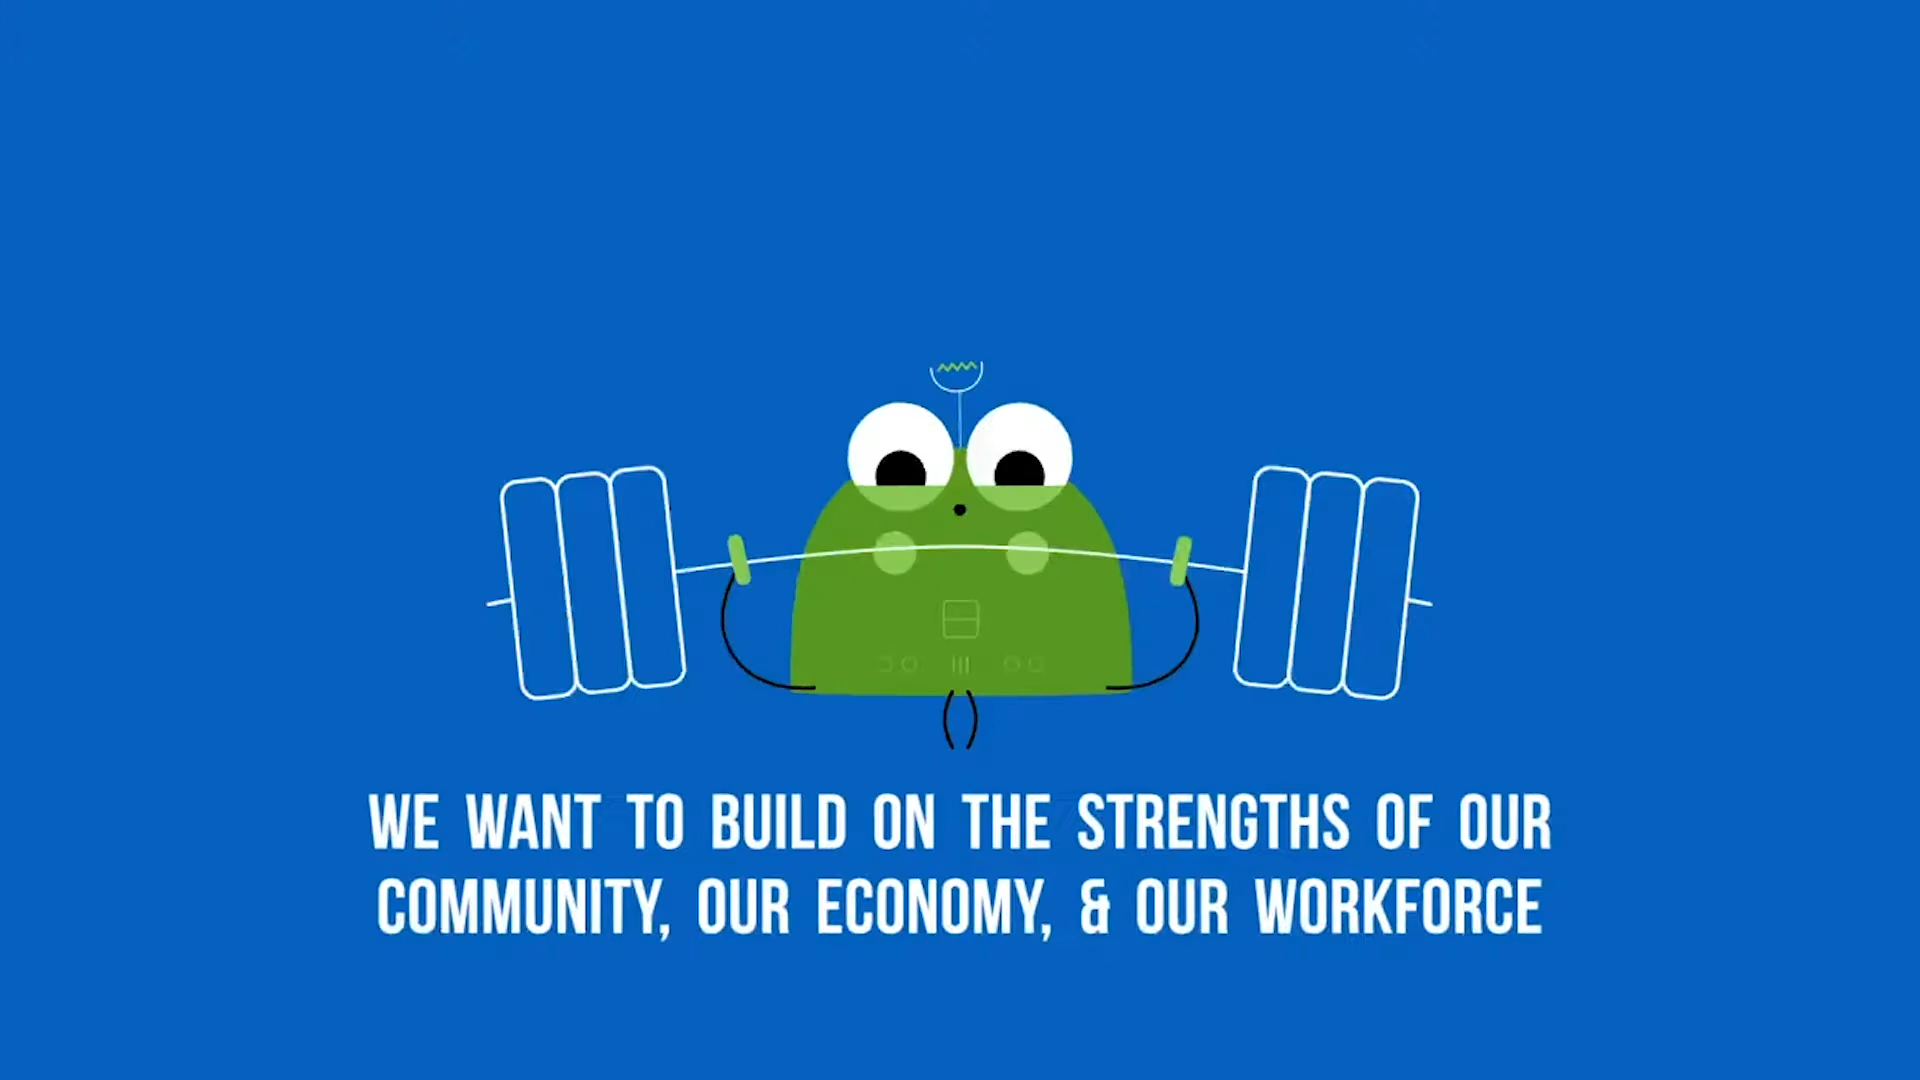 WE WANT TO BUILD ON THE STRENGTHS OF OUR
COMMUNITY, OUR ECONOMY, & OUR WORKFORCE